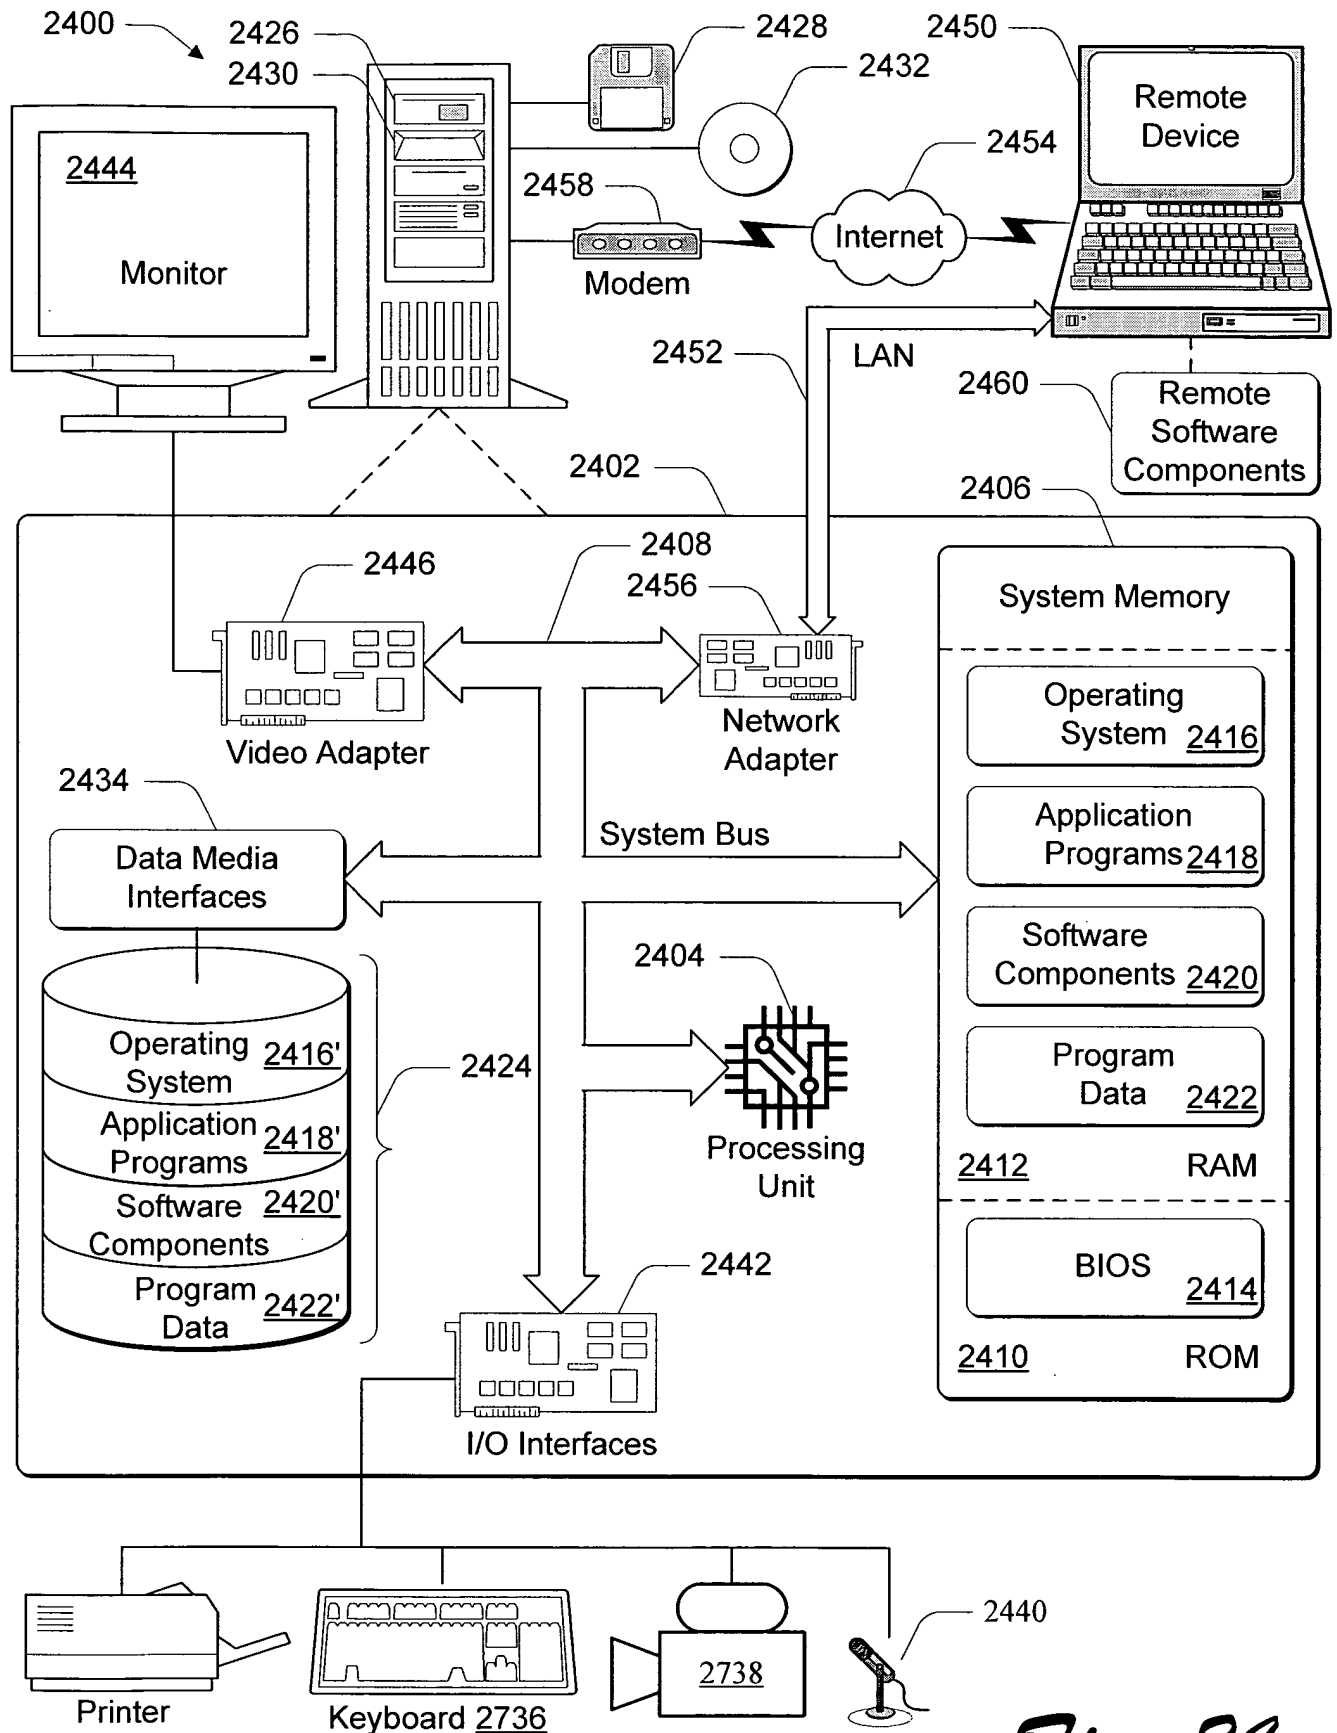 2400
2426
2430
2428
2432
2450
Remote
Device
2444
Monitor
2458
Modem
2454
Internet
2452
LAN
2460
Remote
Software
Components
2402
2406
2446
2408
2456
Video Adapter
Network
Adapter
System Memory
Operating
System 2416
Application
Programs 2418
Software
Components 2420
Program
Data 2422
2412 RAM
BIOS
2414
2410 ROM
2434
Data Media
Interfaces
System Bus
Operating
System 2416'
Application
Programs 2418'
Software
Components 2420'
Program
Data 2422'
2424
2404
Processing
Unit
2442
I/O Interfaces
Printer
Keyboard 2736
2738
2440